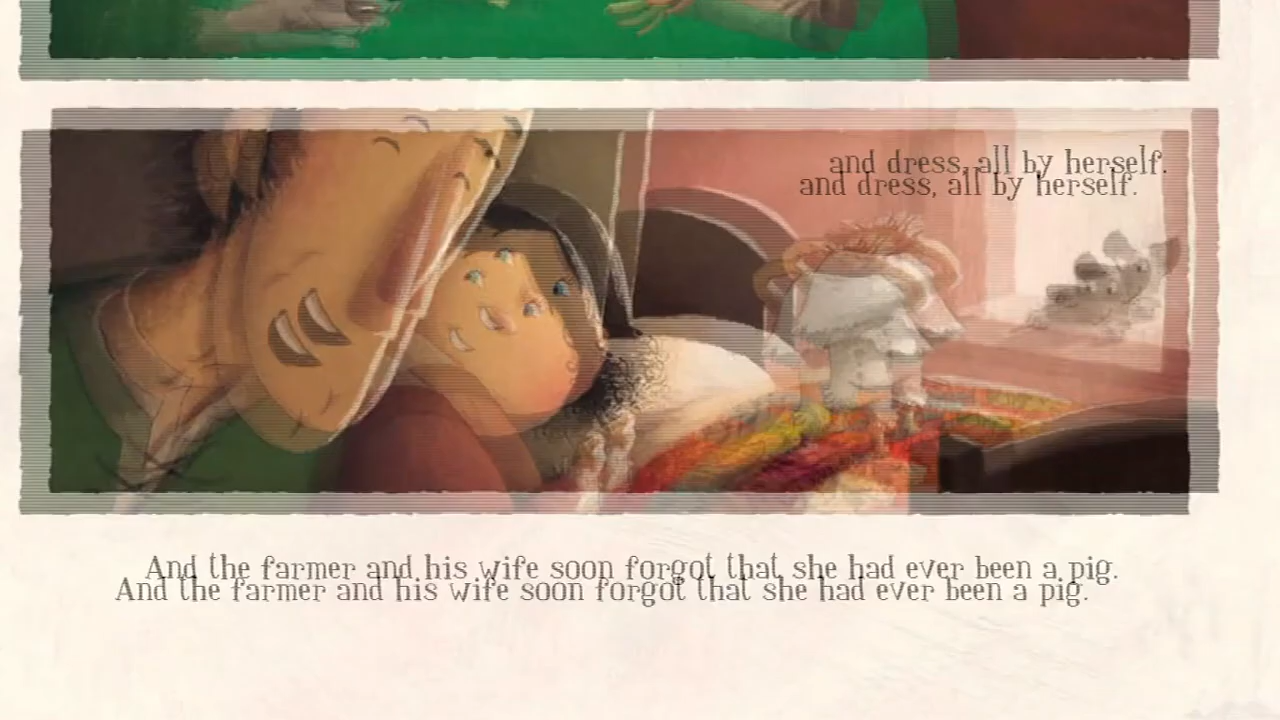 and dress, all by herself.
and dress, all by herself.
And the farmer and his wife soon forgot that she had ever been a pig.
And the farmer and his wife soon forgot that she had ever been a pig.